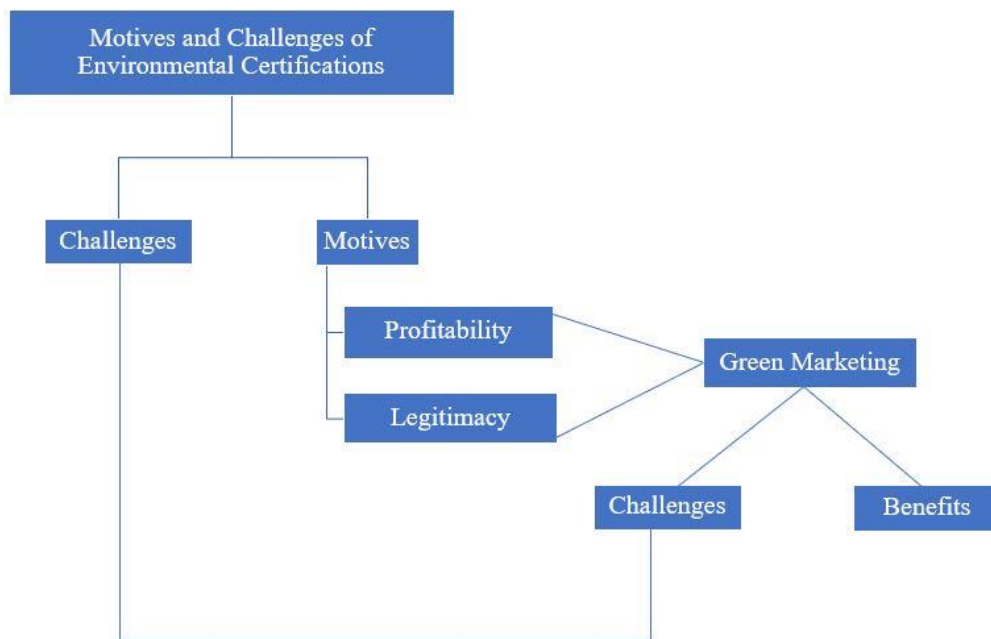 Motives and Challenges of
Environmental Certifications
Challenges
Motives
Profitability
Green Marketing
Legitimacy
Challenges
Benefits